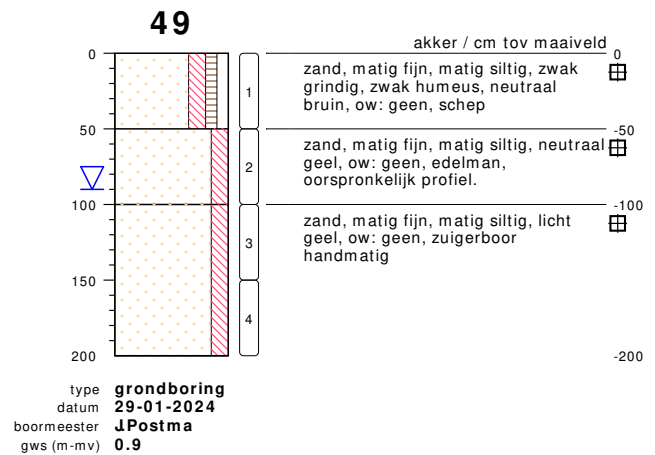 49
akker / cm tov maaiveld
0
0
zand, matig fijn, matig siltig, zwak
grindig, zwak humeus, neutraal
bruin, ow: geen, schep
1
50
-50
zand, matig fijn, matig siltig, neutraal
geel, ow: geen, edelman,
oorspronkelijk profiel.
2
100
-100
zand, matig fijn, matig siltig, licht
geel, ow: geen, zuigerboor
handmatig
3
150
4
200
-200
type grondboring
datum 29-01-2024
boormeester J.Postma
gws (m-mv) 0.9